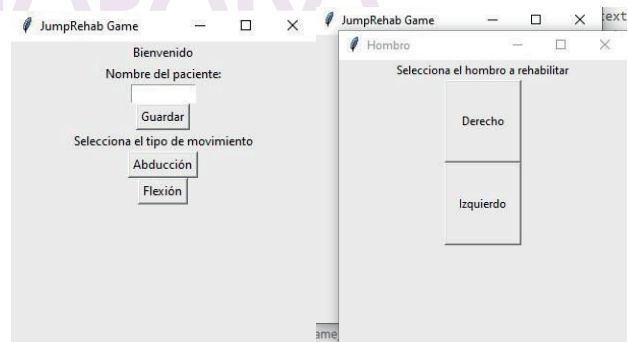 JumpRehab Game
Bienvenido
Nombre del paciente:
Guardar
Selecciona el tipo de movimiento
Abducción
Flexión
JumpRehab Game
Hombro
Selecciona el hombro a rehabilitar
Derecho
Izquierdo